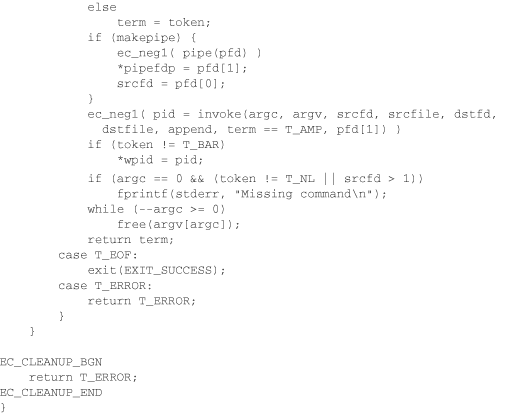 else
                term = token;
            if (makepipe) {
                ec_neg1( pipe(pfd) )
                *pipefdp = pfd[1];
                srcfd = pfd[0];
            }
            ec_neg1( pid = invoke(argc, argv, srcfd, srcfile, dstfd,
              dstfile, append, term == T_AMP, pfd[1]) )
            if (token != T_BAR)
                *wpid = pid;
            if (argc == 0 && (token != T_NL || srcfd > 1))
                fprintf(stderr, "Missing command\n");
            while (--argc >= 0)
                free(argv[argc]);
            return term;
        case T_EOF:
            exit(EXIT_SUCCESS);
        case T_ERROR:
            return T_ERROR;
        }
    }
EC_CLEANUP_BGN
    return T_ERROR;
EC_CLEANUP_END
}